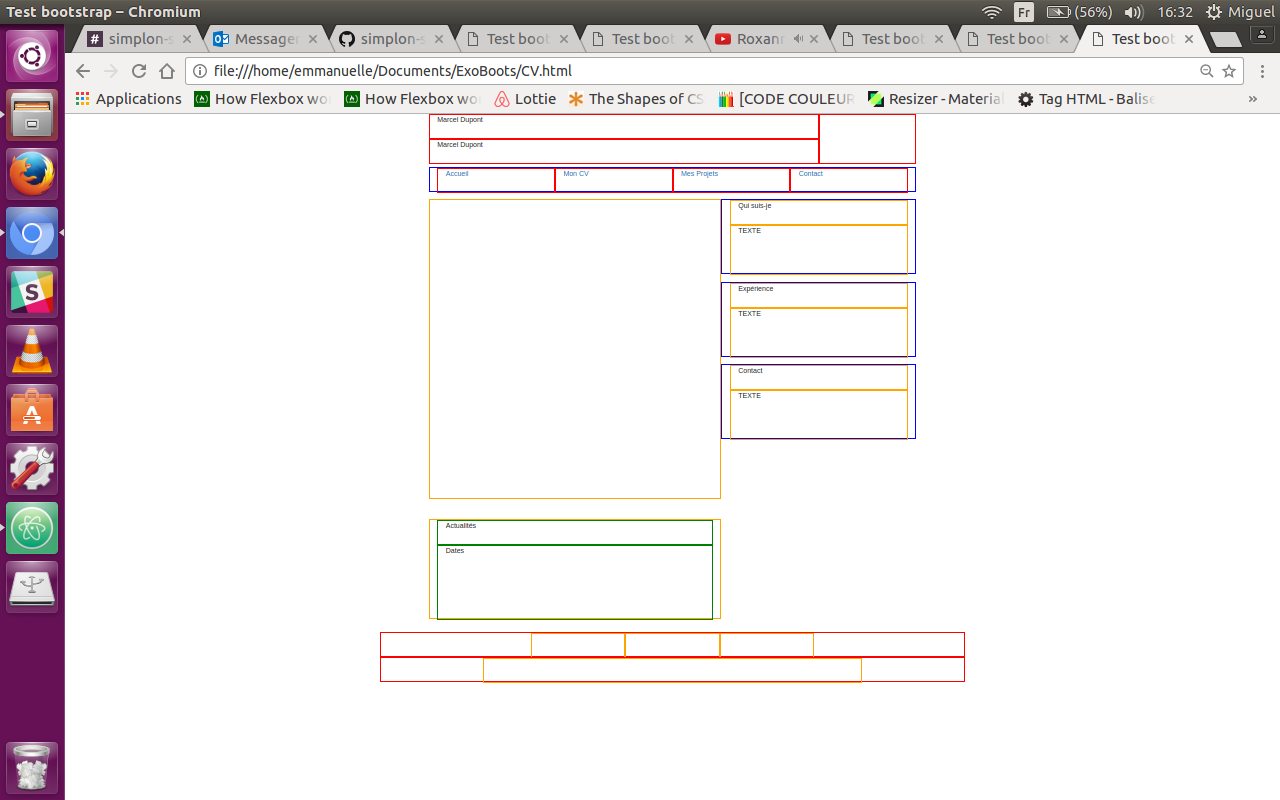 Test bootstrap – Chromium
Fr (56%) 16:32 Miguel
# simplon-s Messager simplon-s Test boot Test boot Roxan Test boot Test boot Test boot
file:///home/emmanuelle/Documents/ExoBoots/CV.html
Applications How Flexbox wo How Flexbox wo Lottie The Shapes of CS [CODE COULEUR Resizer - Material Tag HTML - Balise »
Marcel Dupont
Marcel Dupont
Accueil Mon CV Mes Projets Contact
Qui suis-je
TEXTE
Expérience
TEXTE
Contact
TEXTE
Actualités
Dates